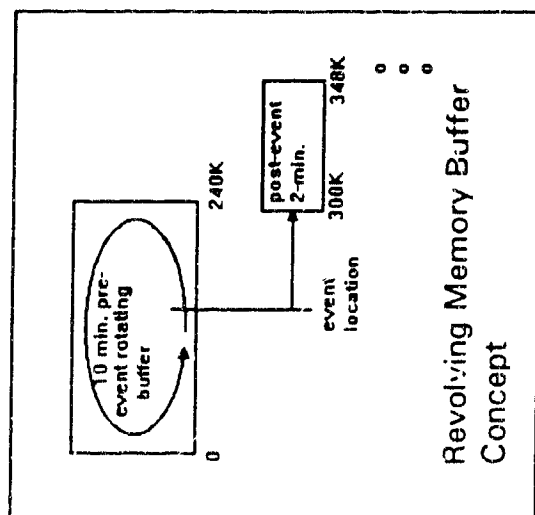 10 min. pre-
event rotating
buffer
0
240K
post-event
2-min.
300K
348K
event
location
o
o
o
Revolving Memory Buffer
Concept